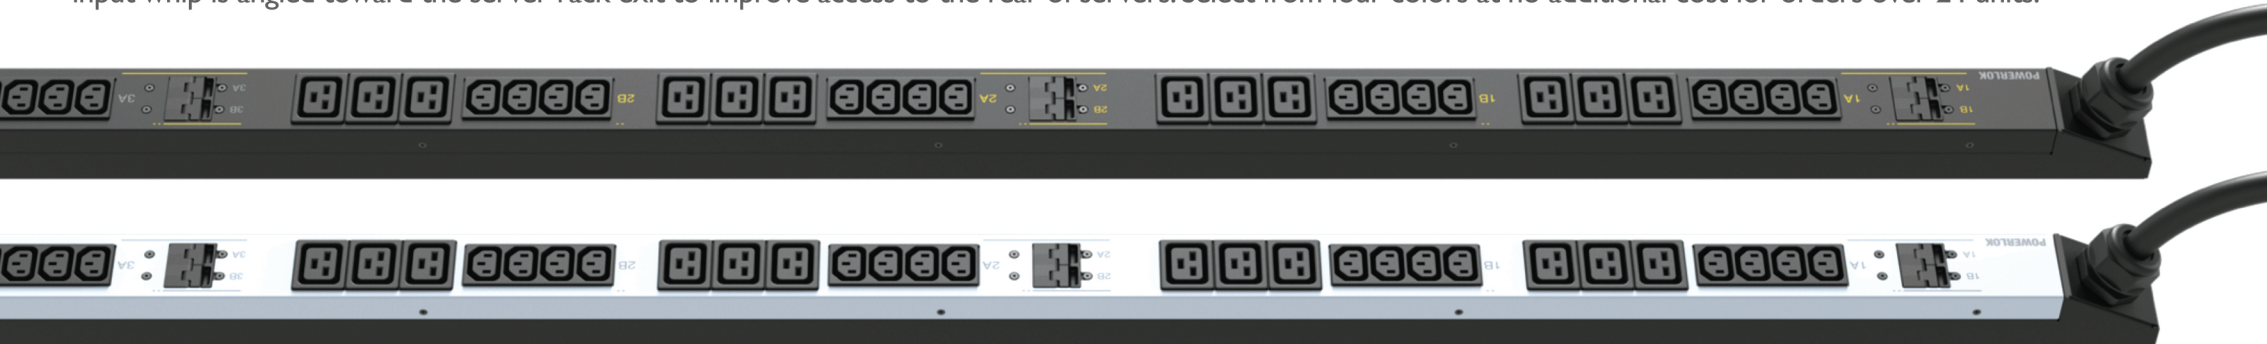 input whip is angled toward the server rack exit to improve access to the rear of servers. Select from four colors at no additional cost for orders over units.
3A
3A
3B
2B
2A
2A
2B
1B
1A
1A
1B
POWERLOK
3A
3A
3B
2B
2A
2A
2B
1B
1A
1A
1B
POWERLOK